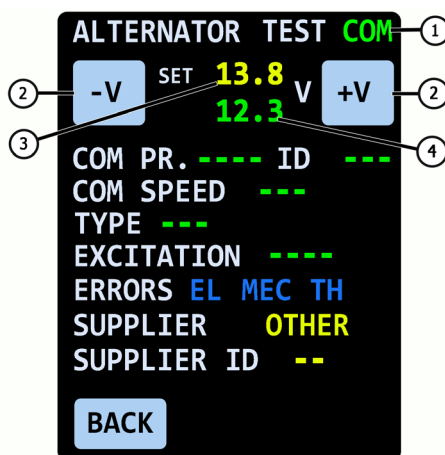 ALTERNATOR TEST COM 1
2 -V SET 13.8 V +V 2
3 12.3 4
COM PR. ---- ID ---
COM SPEED ---
TYPE ---
EXCITATION ----
ERRORS EL MEC TH
SUPPLIER OTHER
SUPPLIER ID --
BACK